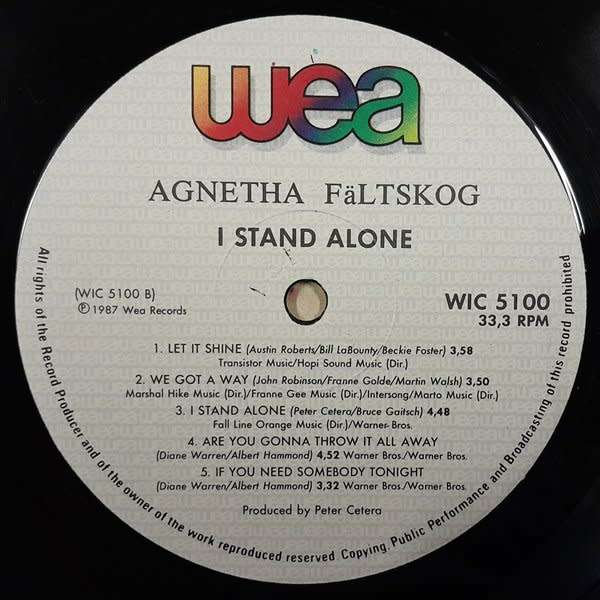 wea
AGNETHA FäLTSKOG
I STAND ALONE
(WIC 5100 B)
℗ 1987 Wea Records
WIC 5100
33,3 RPM
1. LET IT SHINE (Austin Roberts/Bill LaBounty/Beckie Foster) 3,58
Transistor Music/Hopi Sound Music (Dir.)
2. WE GOT A WAY (John Robinson/Franne Golde/Martin Walsh) 3,50
Marshal Hike Music (Dir.)/Franne Gee Music (Dir.)/Intersong/Marto Music (Dir.)
3. I STAND ALONE (Peter Cetera/Bruce Gaitsch) 4,48
Fall Line Orange Music (Dir.)/Warner Bros.
4. ARE YOU GONNA THROW IT ALL AWAY
(Diane Warren/Albert Hammond) 4,52 Warner Bros./Warner Bros.
5. IF YOU NEED SOMEBODY TONIGHT
(Diane Warren/Albert Hammond) 3,32 Warner Bros./Warner Bros.
Produced by Peter Cetera
All rights of the Record Producer and of the owner of the work reproduced reserved Copying, Public Performance and Broadcasting of this record prohibited